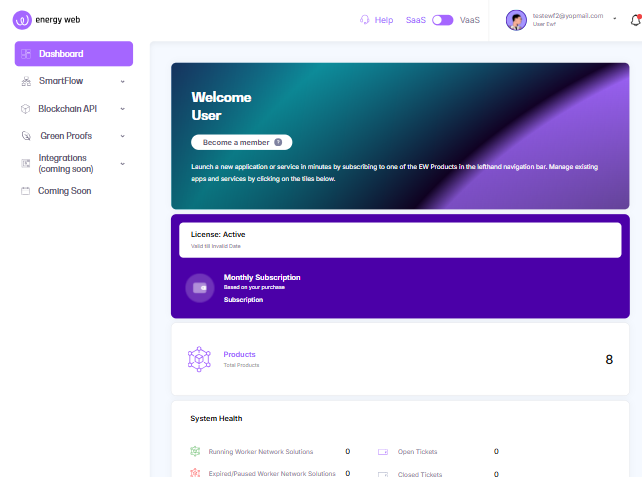 energy web
Help
SaaS
VaaS
testewf2@yopmail.com
User Ewf
Dashboard
SmartFlow
Blockchain API
Green Proofs
Integrations
(coming soon)
Coming Soon
Welcome
User
Become a member ?
Launch a new application or service in minutes by subscribing to one of the EW Products in the lefthand navigation bar. Manage existing
apps and services by clicking on the tiles below.
License: Active
Valid till Invalid Date
Monthly Subscription
Based on your purchase
Subscription
Products
Total Products
8
System Health
Running Worker Network Solutions 0
Open Tickets 0
Expired/Paused Worker Network Solutions 0
Closed Tickets 0